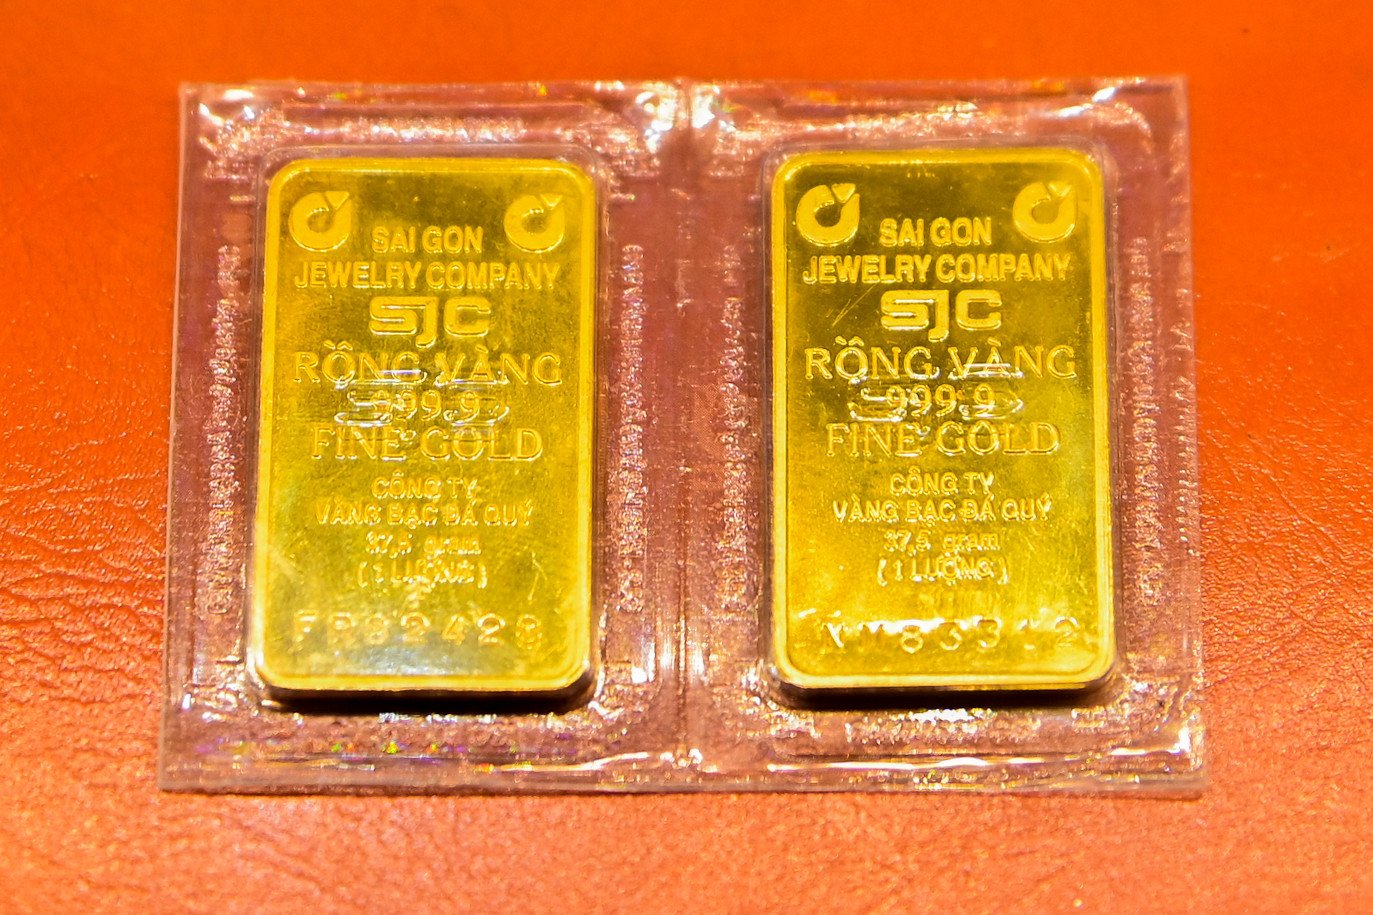 SAI GON
JEWELRY COMPANY
SJC
RỒNG VÀNG
999.9
FINE GOLD
CÔNG TY
VÀNG BẠC ĐÁ QUÝ
37,5 gram
(1 LUỢNG)
SAI GON
JEWELRY COMPANY
SJC
RỒNG VÀNG
999.9
FINE GOLD
CÔNG TY
VÀNG BẠC ĐÁ QUÝ
37,5 gram
(1 LUỢNG)